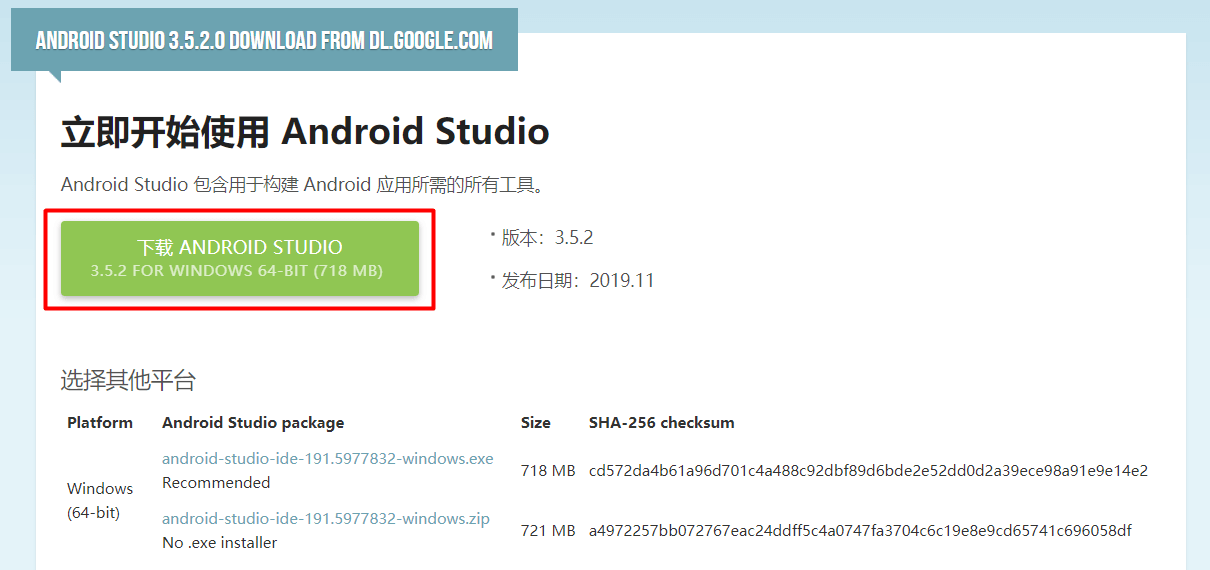 ANDROID STUDIO 3.5.2.0 DOWNLOAD FROM DL.GOOGLE.COM
立即开始使用 Android Studio
Android Studio 包含用于构建 Android 应用所需的所有工具。
下载 ANDROID STUDIO
3.5.2 FOR WINDOWS 64-BIT (718 MB)
· 版本：3.5.2
· 发布日期：2019.11
选择其他平台
Platform Android Studio package Size SHA-256 checksum
android-studio-ide-191.5977832-windows.exe
Recommended
718 MB cd572da4b61a96d701c4a488c92dbf89d6bde2e52dd0d2a39ece98a91e9e14e2
Windows
(64-bit)
android-studio-ide-191.5977832-windows.zip
No .exe installer
721 MB a4972257bb072767eac24ddff5c4a0747fa3704c6c19e8e9cd65741c696058df